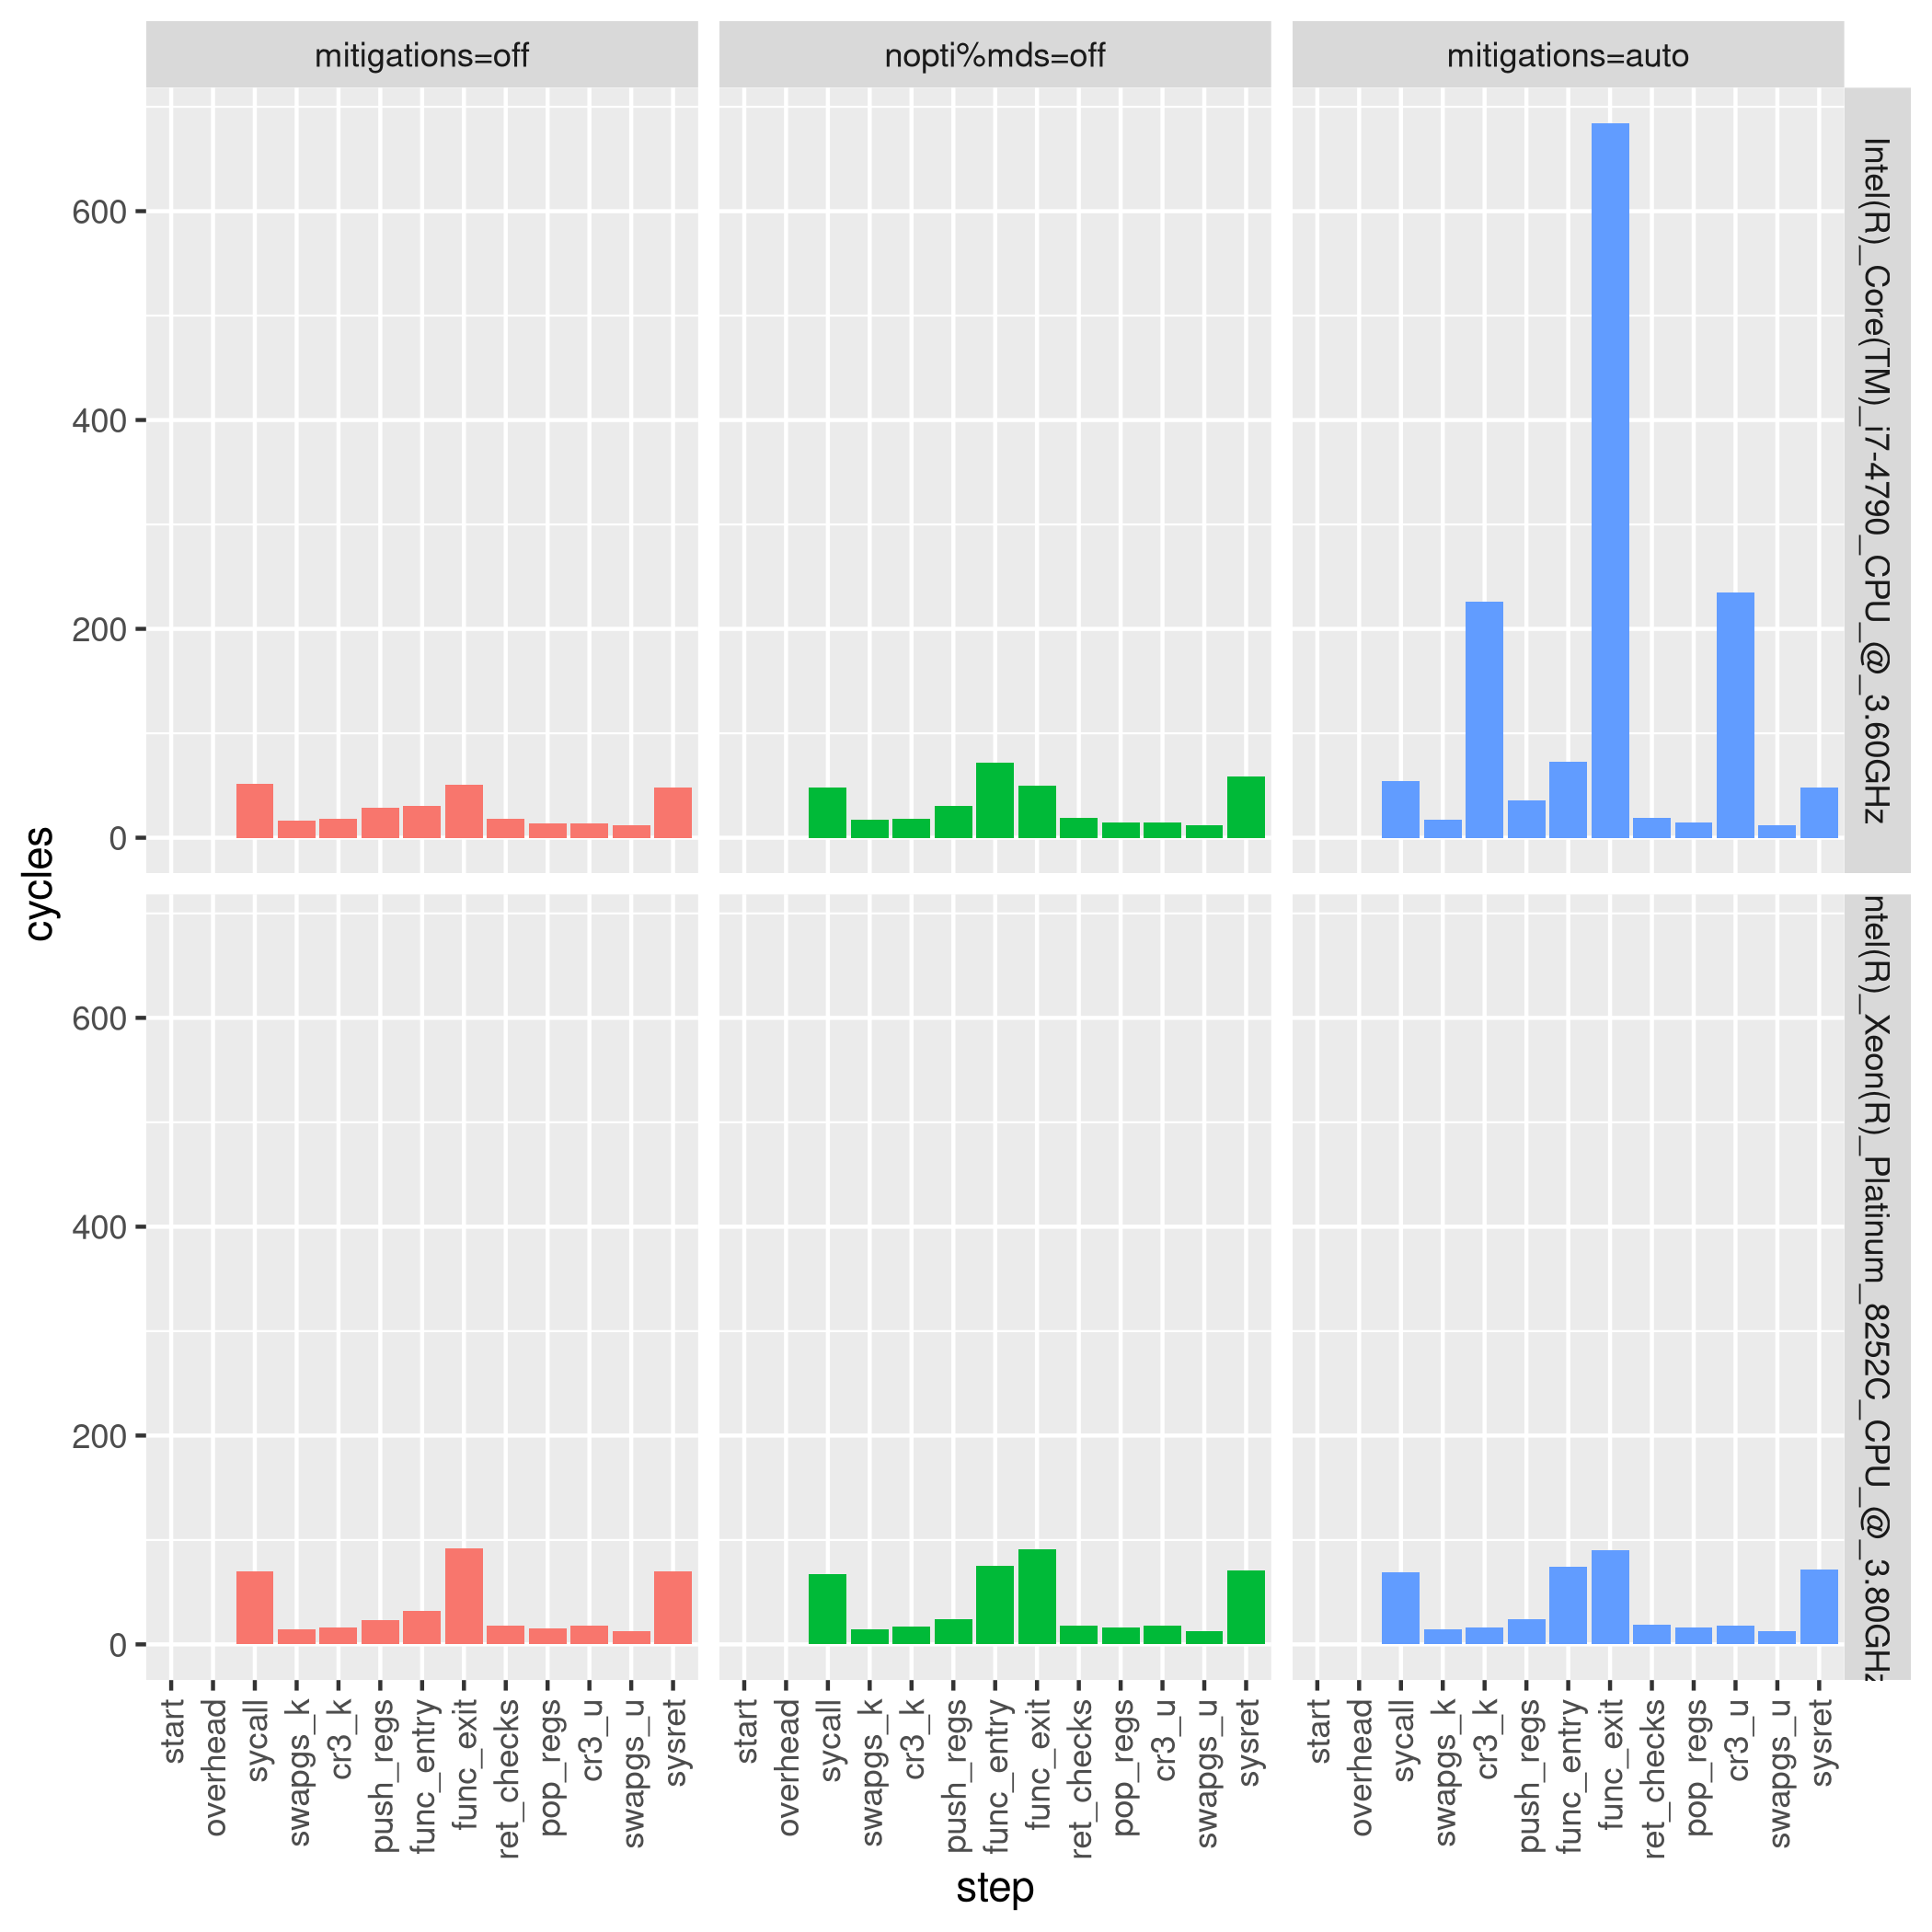 mitigations=off
nopti%mds=off
mitigations=auto
Intel(R)_Core(TM)_i7-4790_CPU_@_3.60GHz
600
400
200
0
cycles
ntel(R)_Xeon(R)_Platinum_8252C_CPU_@_3.80GHz
600
400
200
0
start
overhead
sycall
swapgs_k
cr3_k
push_regs
func_entry
func_exit
ret_checks
pop_regs
cr3_u
swapgs_u
sysret
start
overhead
sycall
swapgs_k
cr3_k
push_regs
func_entry
func_exit
ret_checks
pop_regs
cr3_u
swapgs_u
sysret
start
overhead
sycall
swapgs_k
cr3_k
push_regs
func_entry
func_exit
ret_checks
pop_regs
cr3_u
swapgs_u
sysret
step